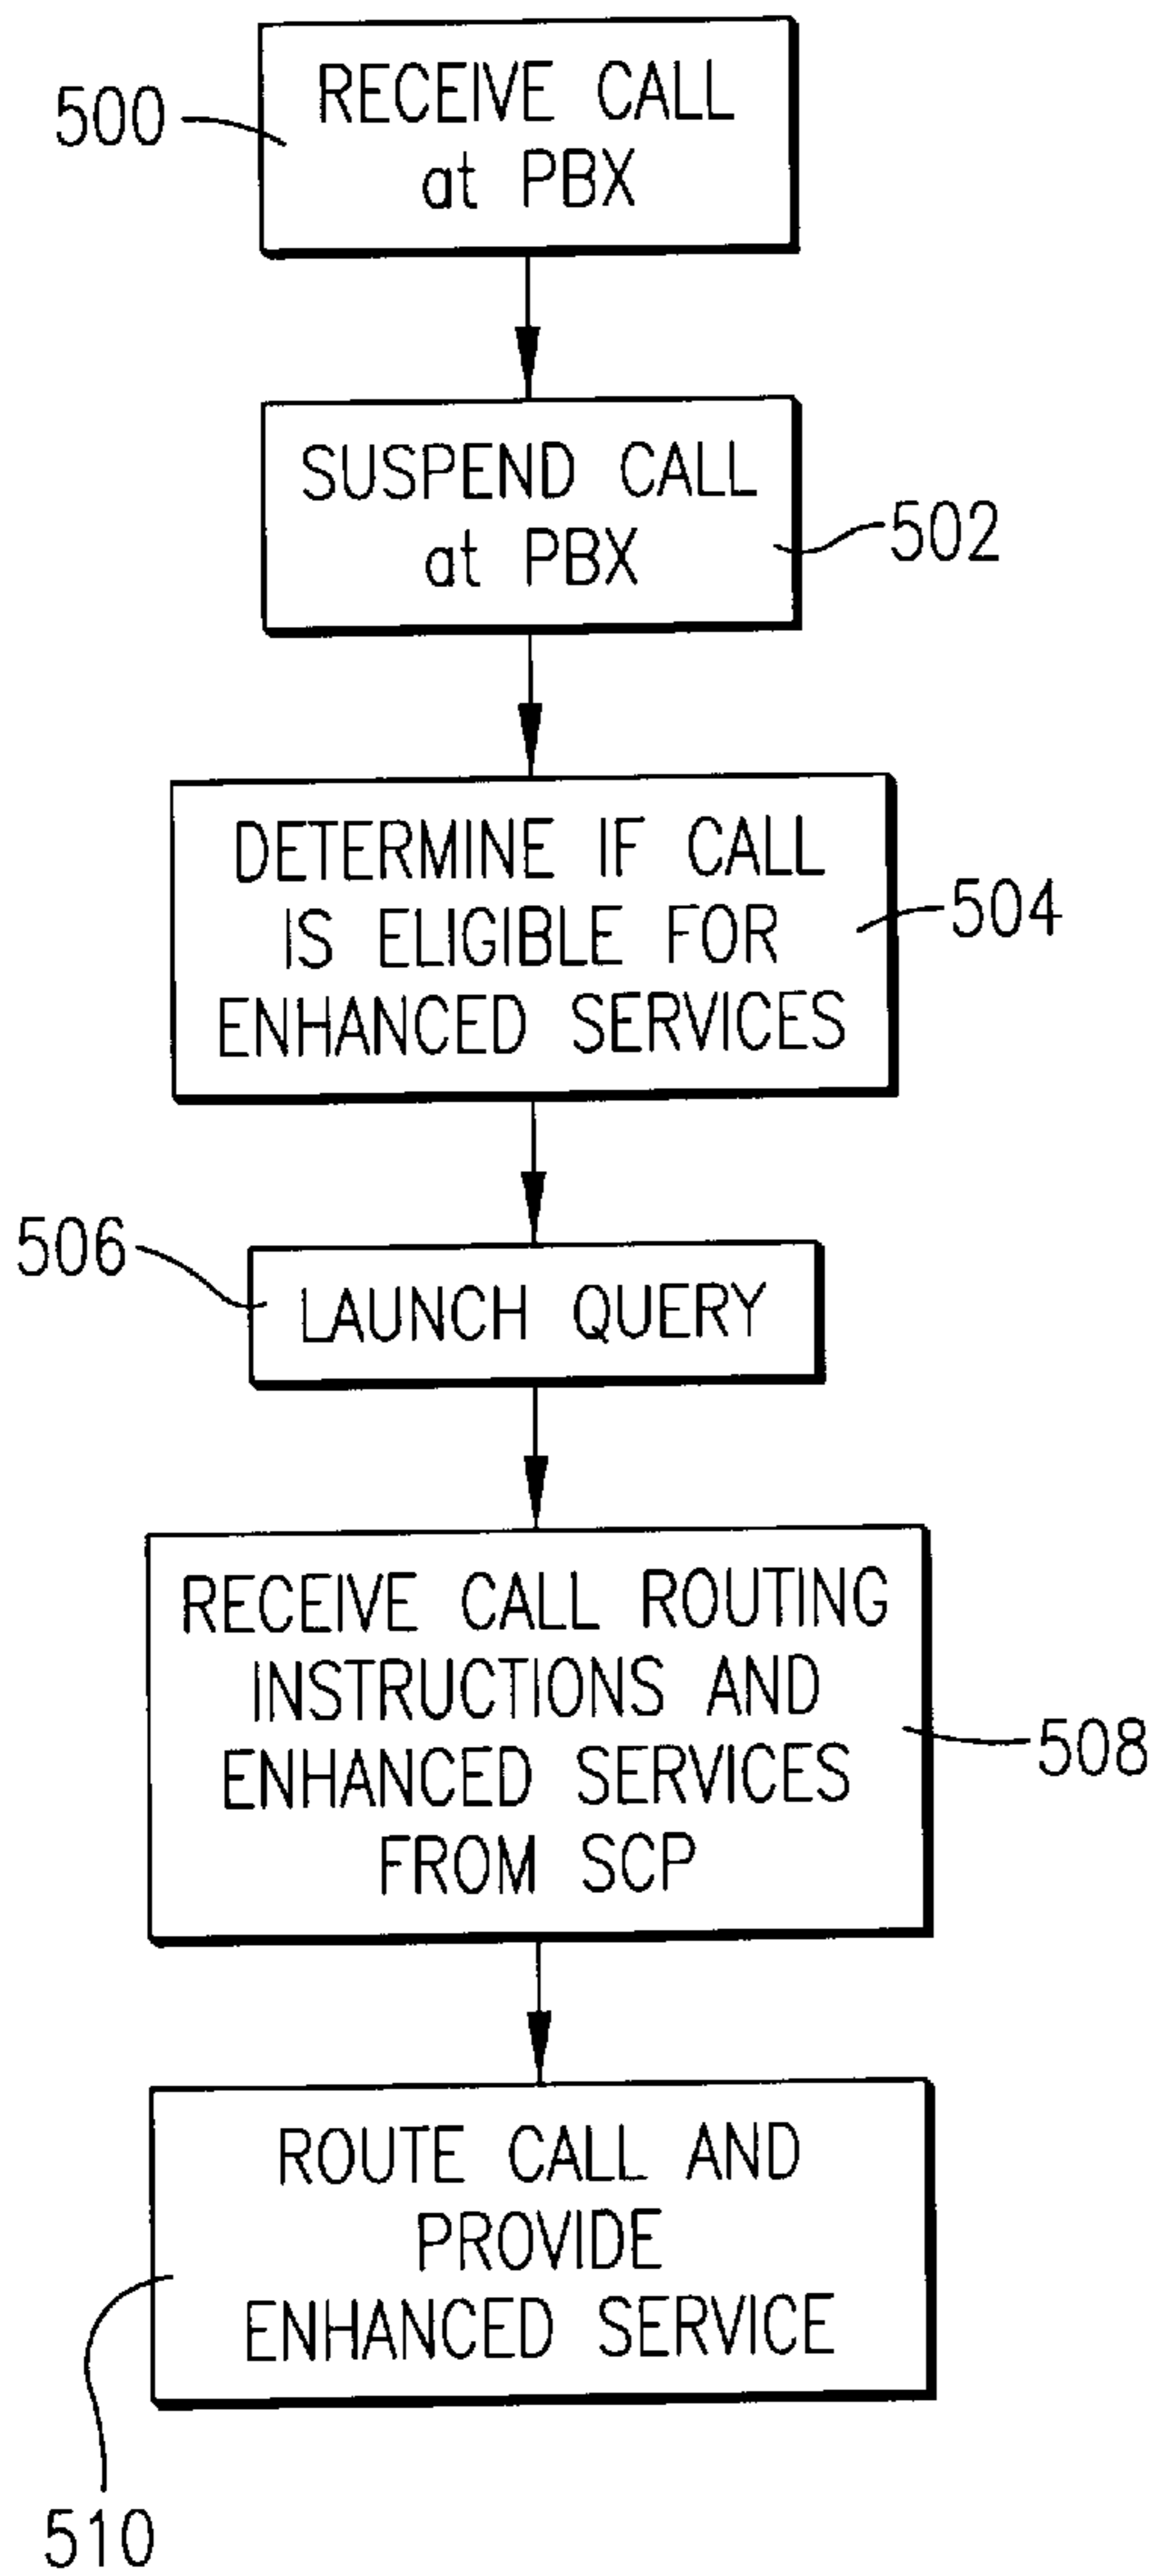 500
RECEIVE CALL
at PBX
SUSPEND CALL
at PBX
502
DETERMINE IF CALL
IS ELIGIBLE FOR
ENHANCED SERVICES
504
506
LAUNCH QUERY
RECEIVE CALL ROUTING
INSTRUCTIONS AND
ENHANCED SERVICES
FROM SCP
508
ROUTE CALL AND
PROVIDE
ENHANCED SERVICE
510